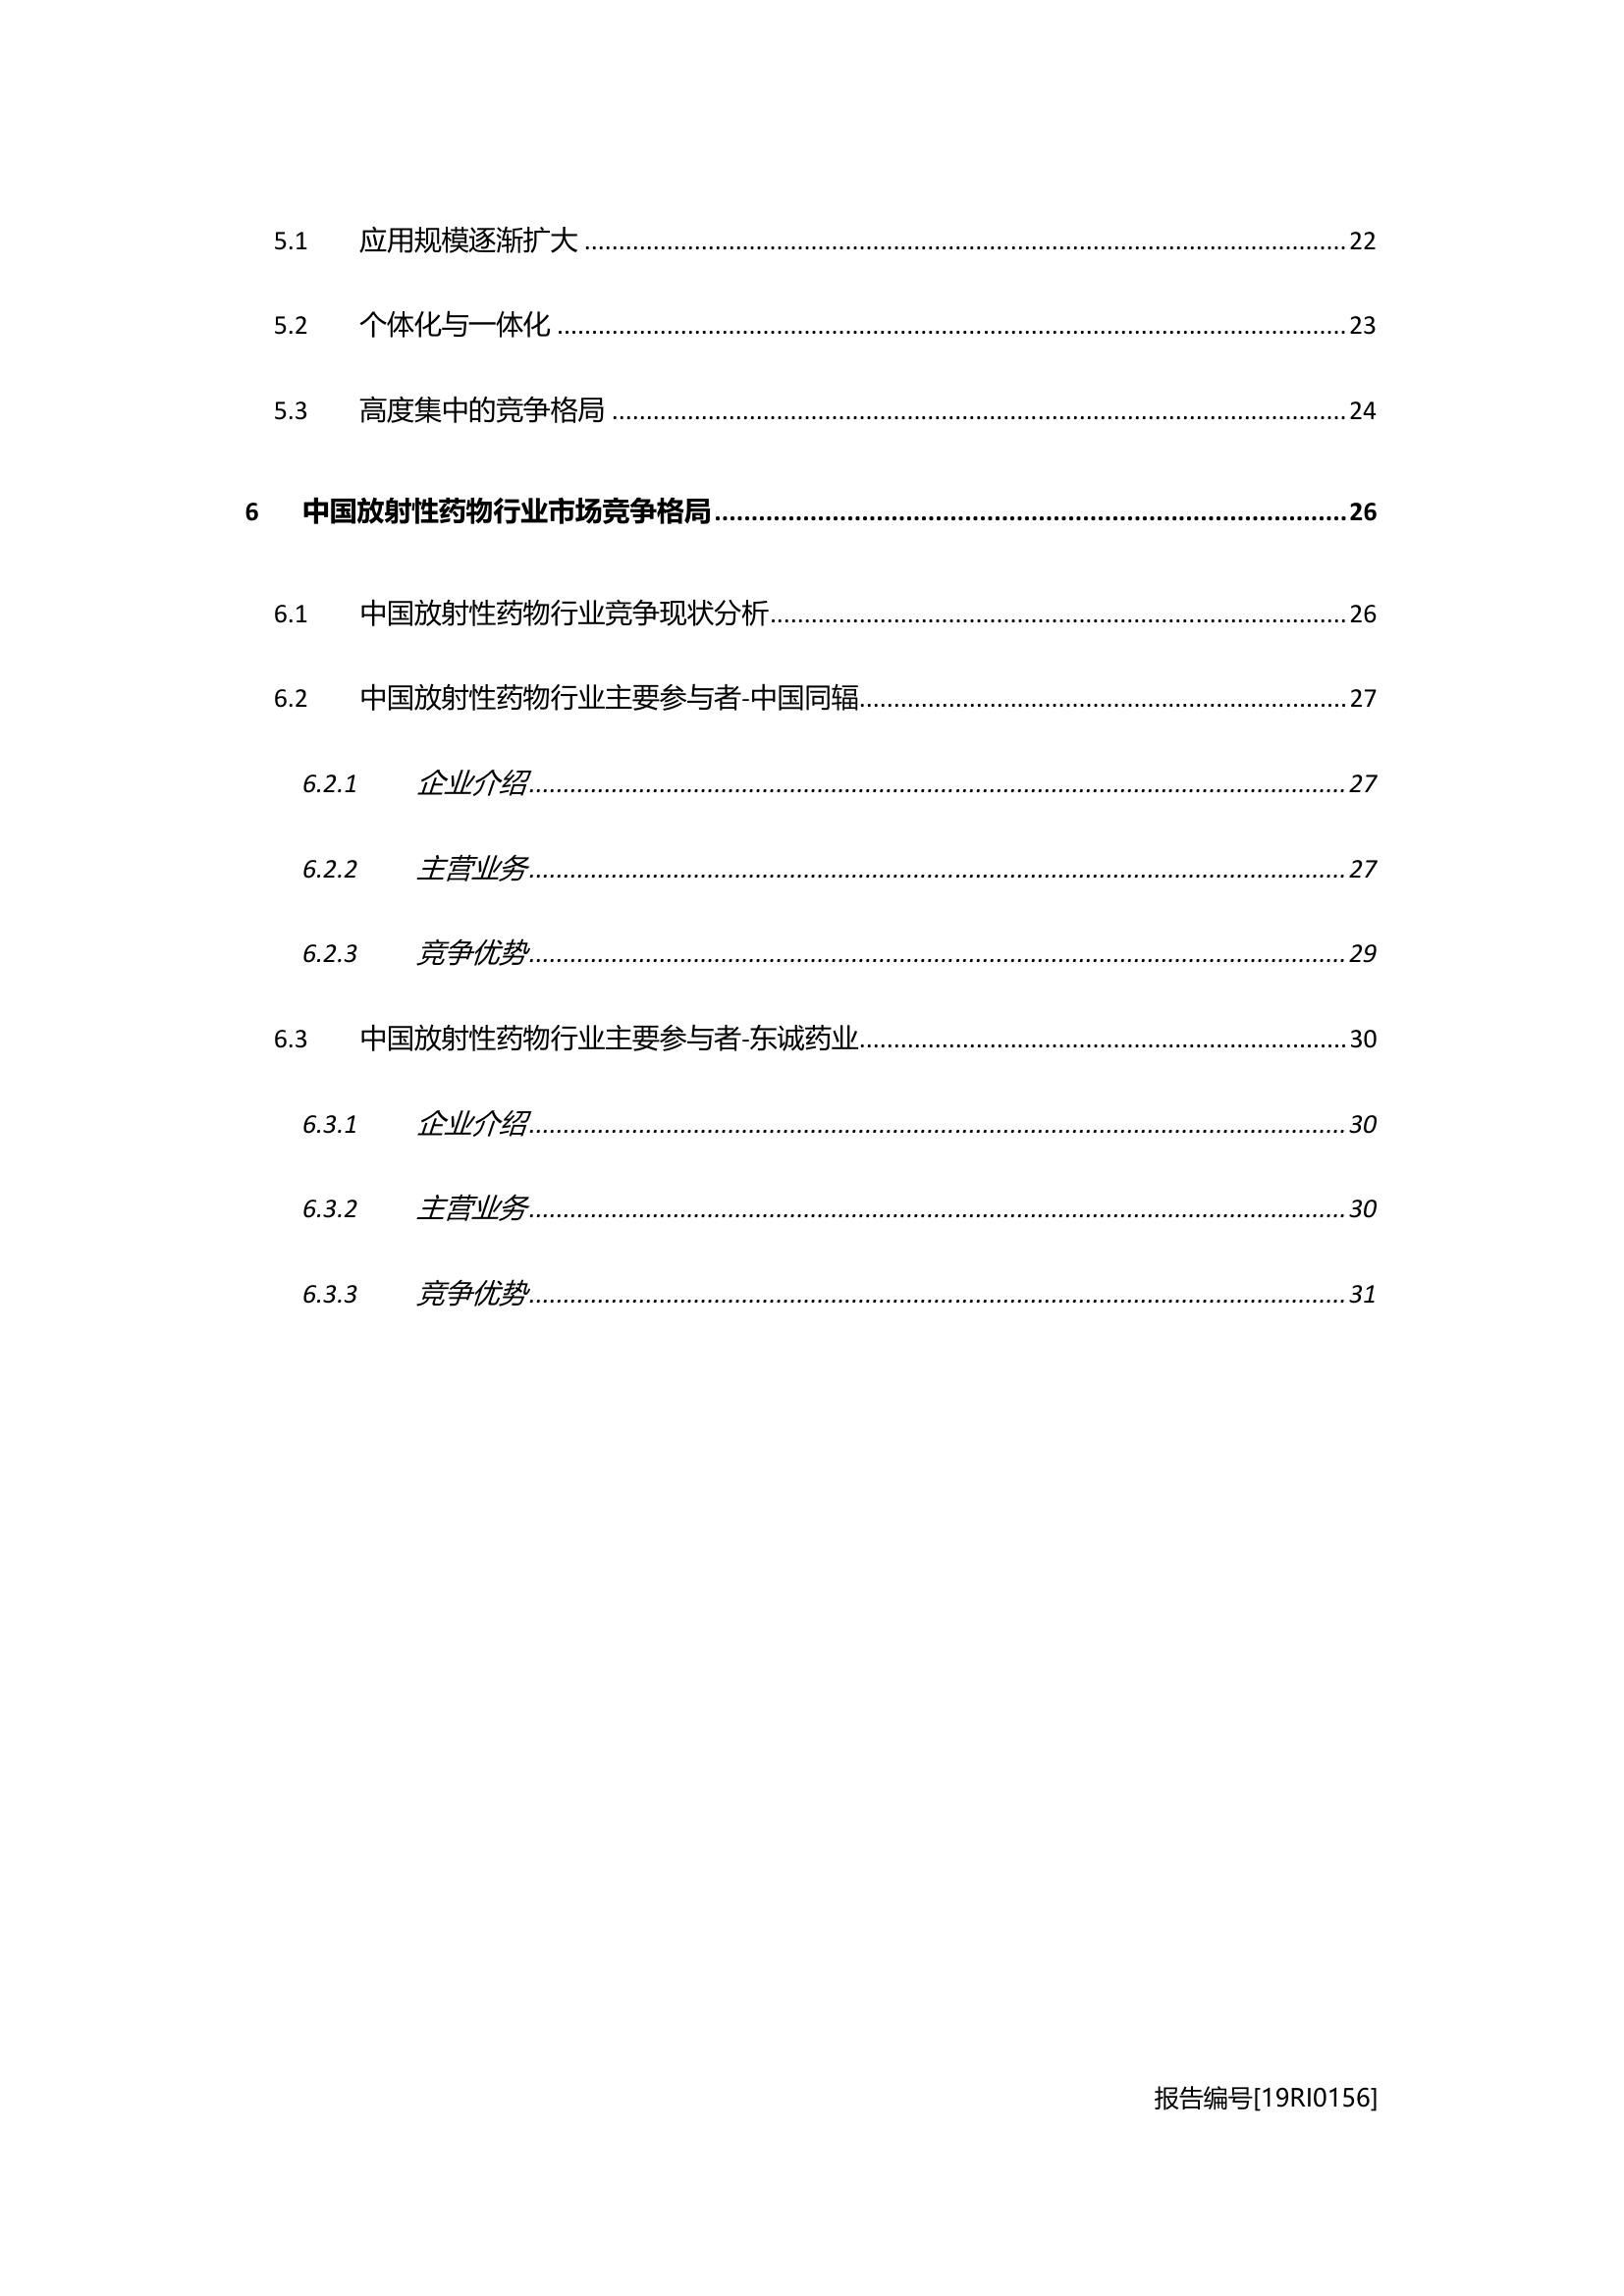 5.1 应用规模逐渐扩大 ........ 22
5.2 个体化与一体化 ........ 23
5.3 高度集中的竞争格局 ........ 24
6 中国放射性药物行业市场竞争格局 ........ 26
6.1 中国放射性药物行业竞争现状分析 ........ 26
6.2 中国放射性药物行业主要参与者-中国同辐 ........ 27
6.2.1 企业介绍 ........ 27
6.2.2 主营业务 ........ 27
6.2.3 竞争优势 ........ 29
6.3 中国放射性药物行业主要参与者-东诚药业 ........ 30
6.3.1 企业介绍 ........ 30
6.3.2 主营业务 ........ 30
6.3.3 竞争优势 ........ 31
报告编号[19RI0156]